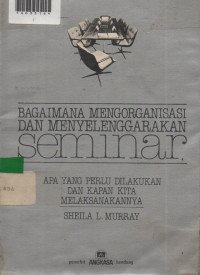 BAGAIMANA MENGORGANISASI
DAN MENYELENGGARAKAN
seminar
APA YANG PERLU DILAKUKAN
DAN KAPAN KITA
MELAKSANAKANNYA
SHEILA L. MURRAY
penerbit ANGKASA bandung